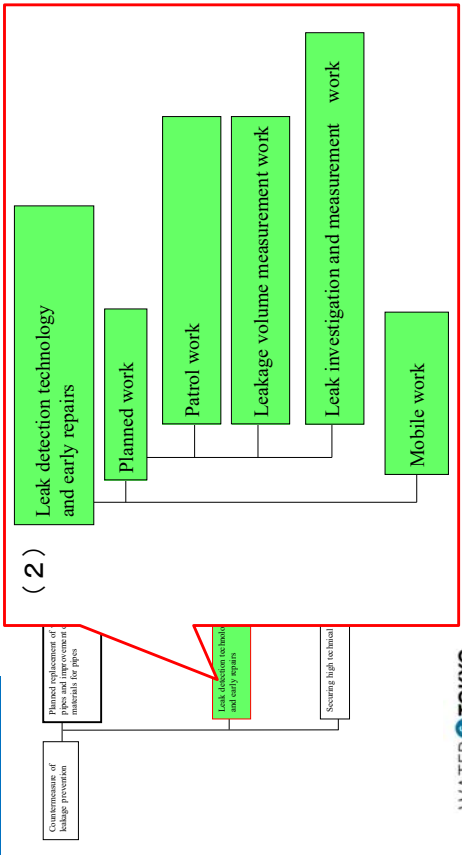 Countermeasure of
leakage prevention
Planned replacement of
pipes and improvement
materials for pipes
Leak detection
and early repairs
Securing high technical
(2)
Leak detection technology
and early repairs
Planned work
Patrol work
Leakage volume measurement work
Leak investigation and measurement work
Mobile work
WATER TOKYO